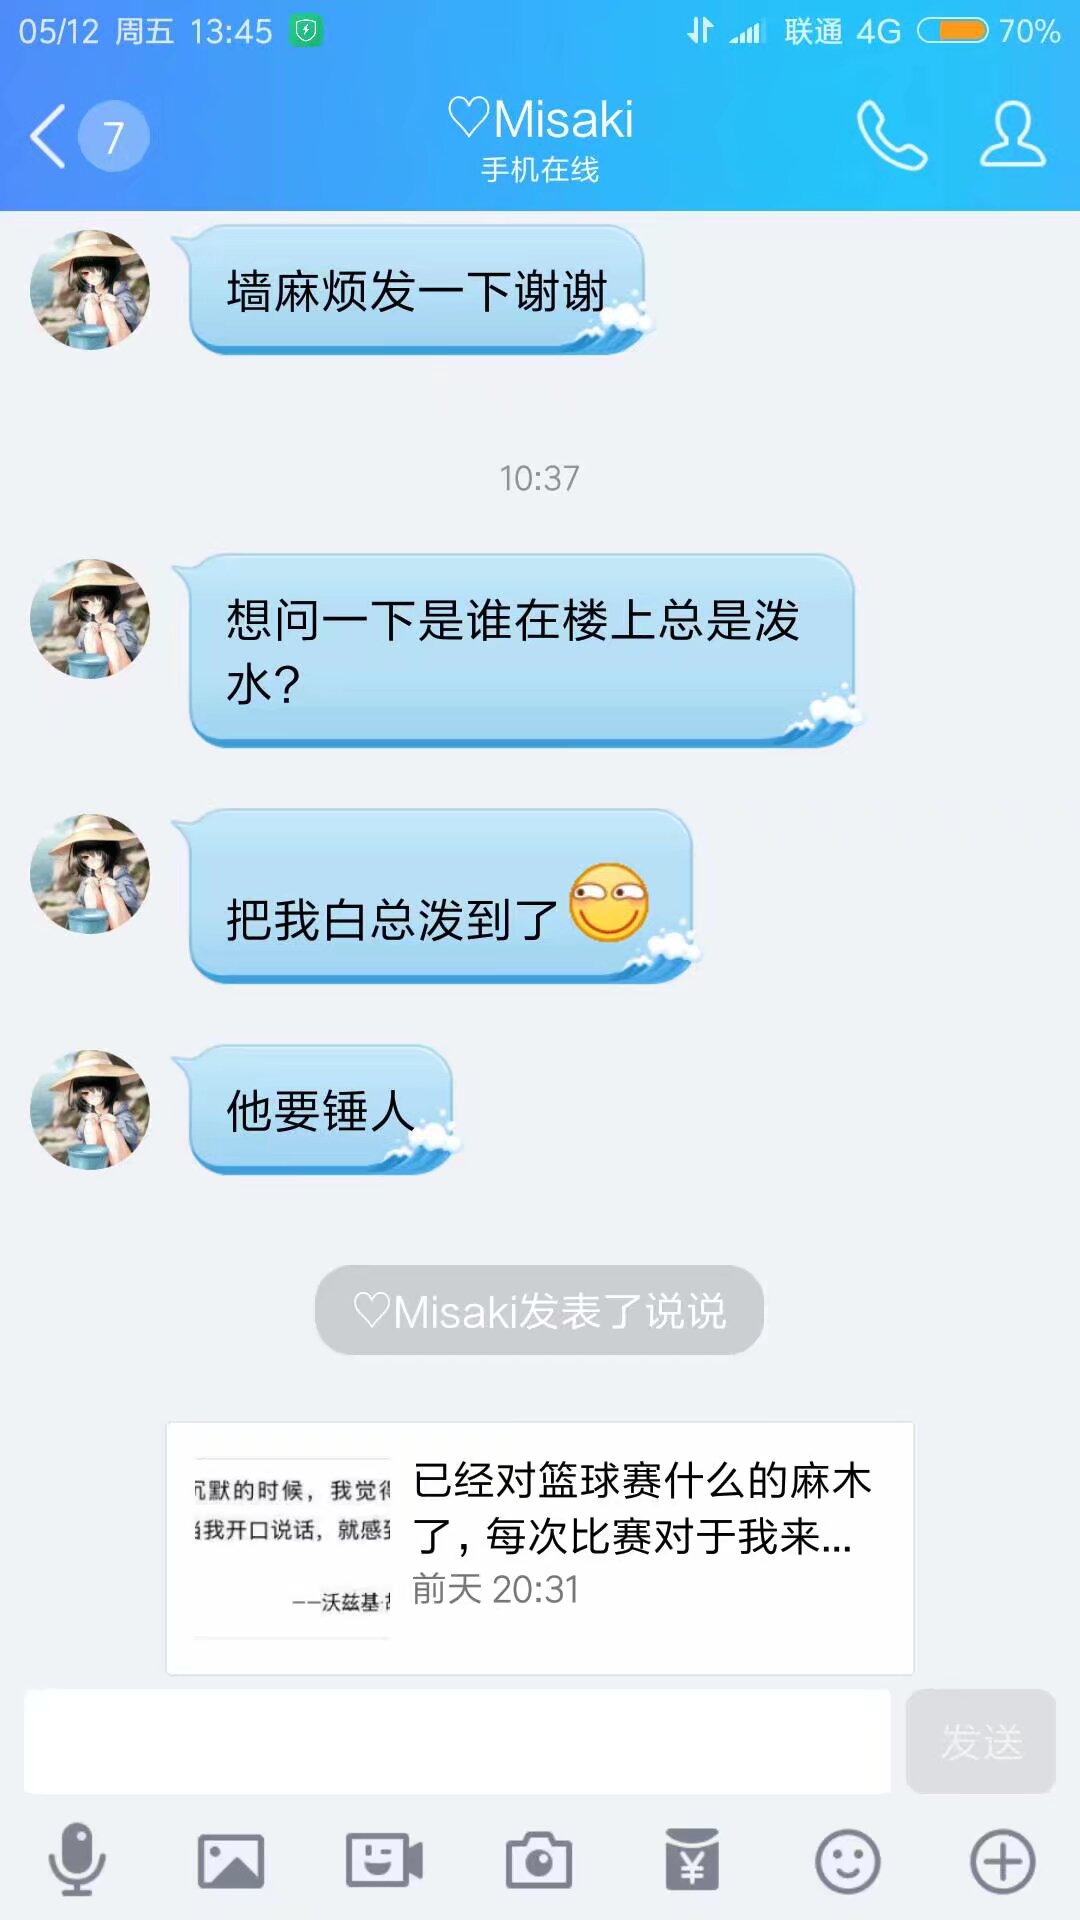 05/12 周五 13:45
联通 4G 70%
7
♡Misaki
手机在线
墙麻烦发一下谢谢
10:37
想问一下是谁在楼上总是泼
水?
把我白总泼到了
他要锤人
♡Misaki发表了说说
沉默的时候，我觉得
当我开口说话，就感到
——沃兹基·
已经对篮球赛什么的麻木
了，每次比赛对于我来...
前天 20:31
发送